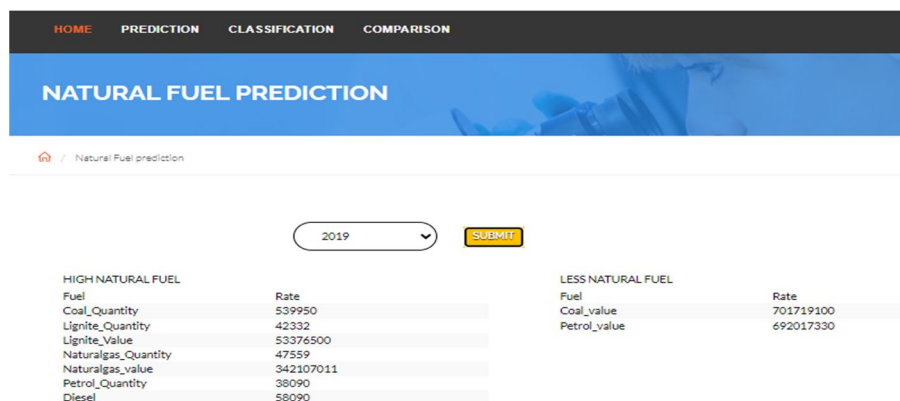 HOME PREDICTION CLASSIFICATION COMPARISON
NATURAL FUEL PREDICTION
/ Natural Fuel prediction
2019 SUBMIT
HIGH NATURAL FUEL
Fuel Rate
Coal_Quantity 539950
Lignite_Quantity 42332
Lignite_Value 53376500
Naturalgas_Quantity 47559
Naturalgas_value 342107011
Petrol_Quantity 38090
Diesel 58090
LESS NATURAL FUEL
Fuel Rate
Coal_value 701719100
Petrol_value 692017330